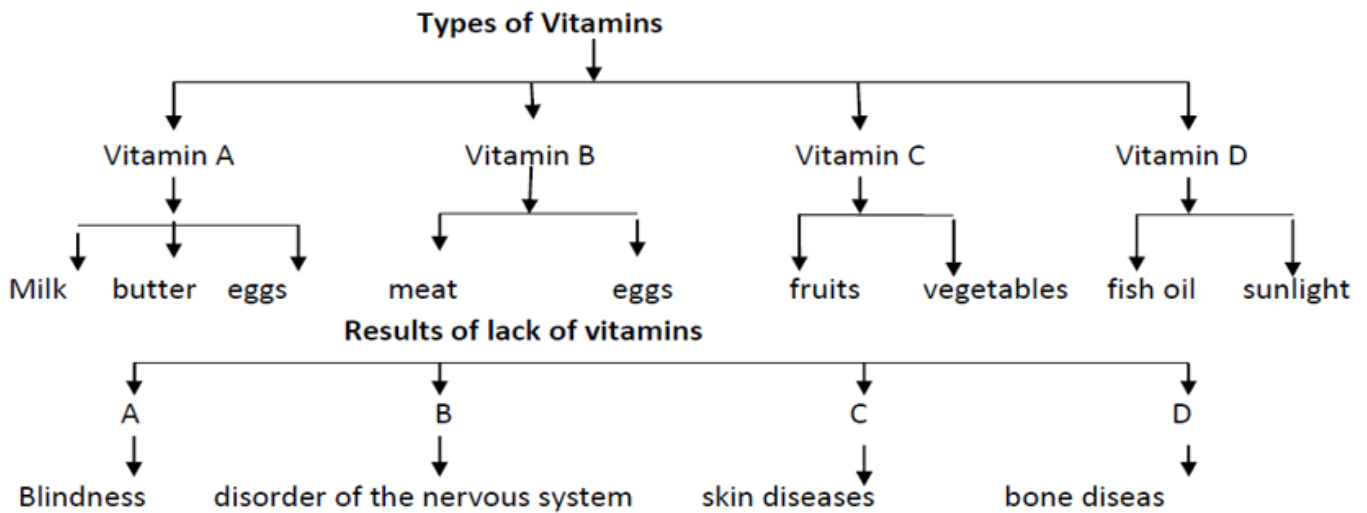 Types of Vitamins
Vitamin A Vitamin B Vitamin C Vitamin D
Milk butter eggs meat eggs fruits vegetables fish oil sunlight
Results of lack of vitamins
A B C D
Blindness disorder of the nervous system skin diseases bone diseas